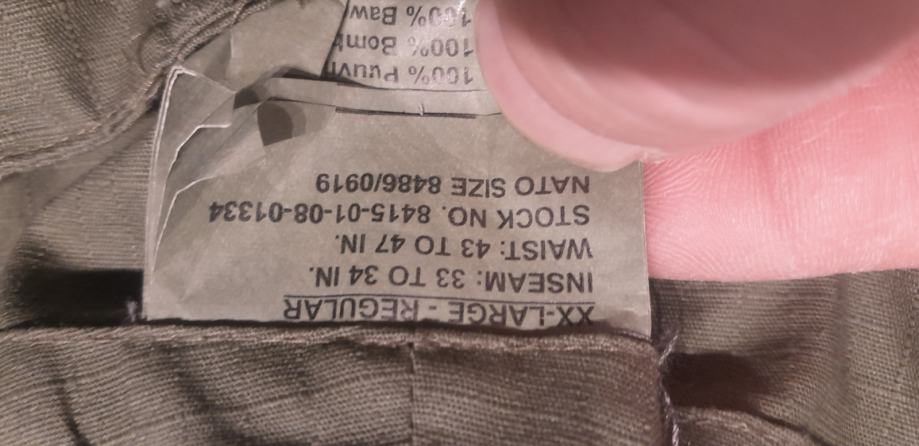 XX-LARGE - REGULAR
INSEAM: 33 TO 34 IN.
WAIST: 43 TO 47 IN.
STOCK NO. 8415-01-08-01334
NATO SIZE 8486/0919
100% Puuvi
100% Bomb
100% Baw